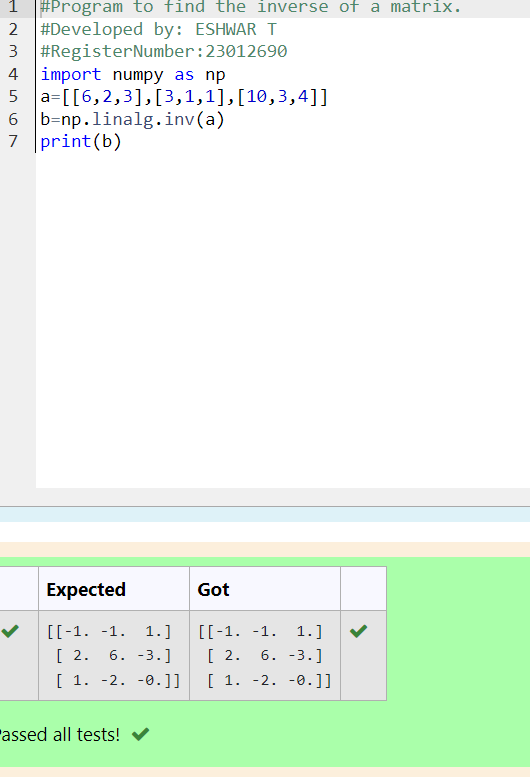 1 #Program to find the inverse of a matrix.
2 #Developed by: ESHWAR T
3 #RegisterNumber:23012690
4 import numpy as np
5 a=[[6,2,3],[3,1,1],[10,3,4]]
6 b=np.linalg.inv(a)
7 print(b)
Expected Got
[[-1. -1.  1.] [[-1. -1.  1.]
[ 2.  6. -3.] [ 2.  6. -3.]
[ 1. -2. -0.]] [ 1. -2. -0.]]
Passed all tests!